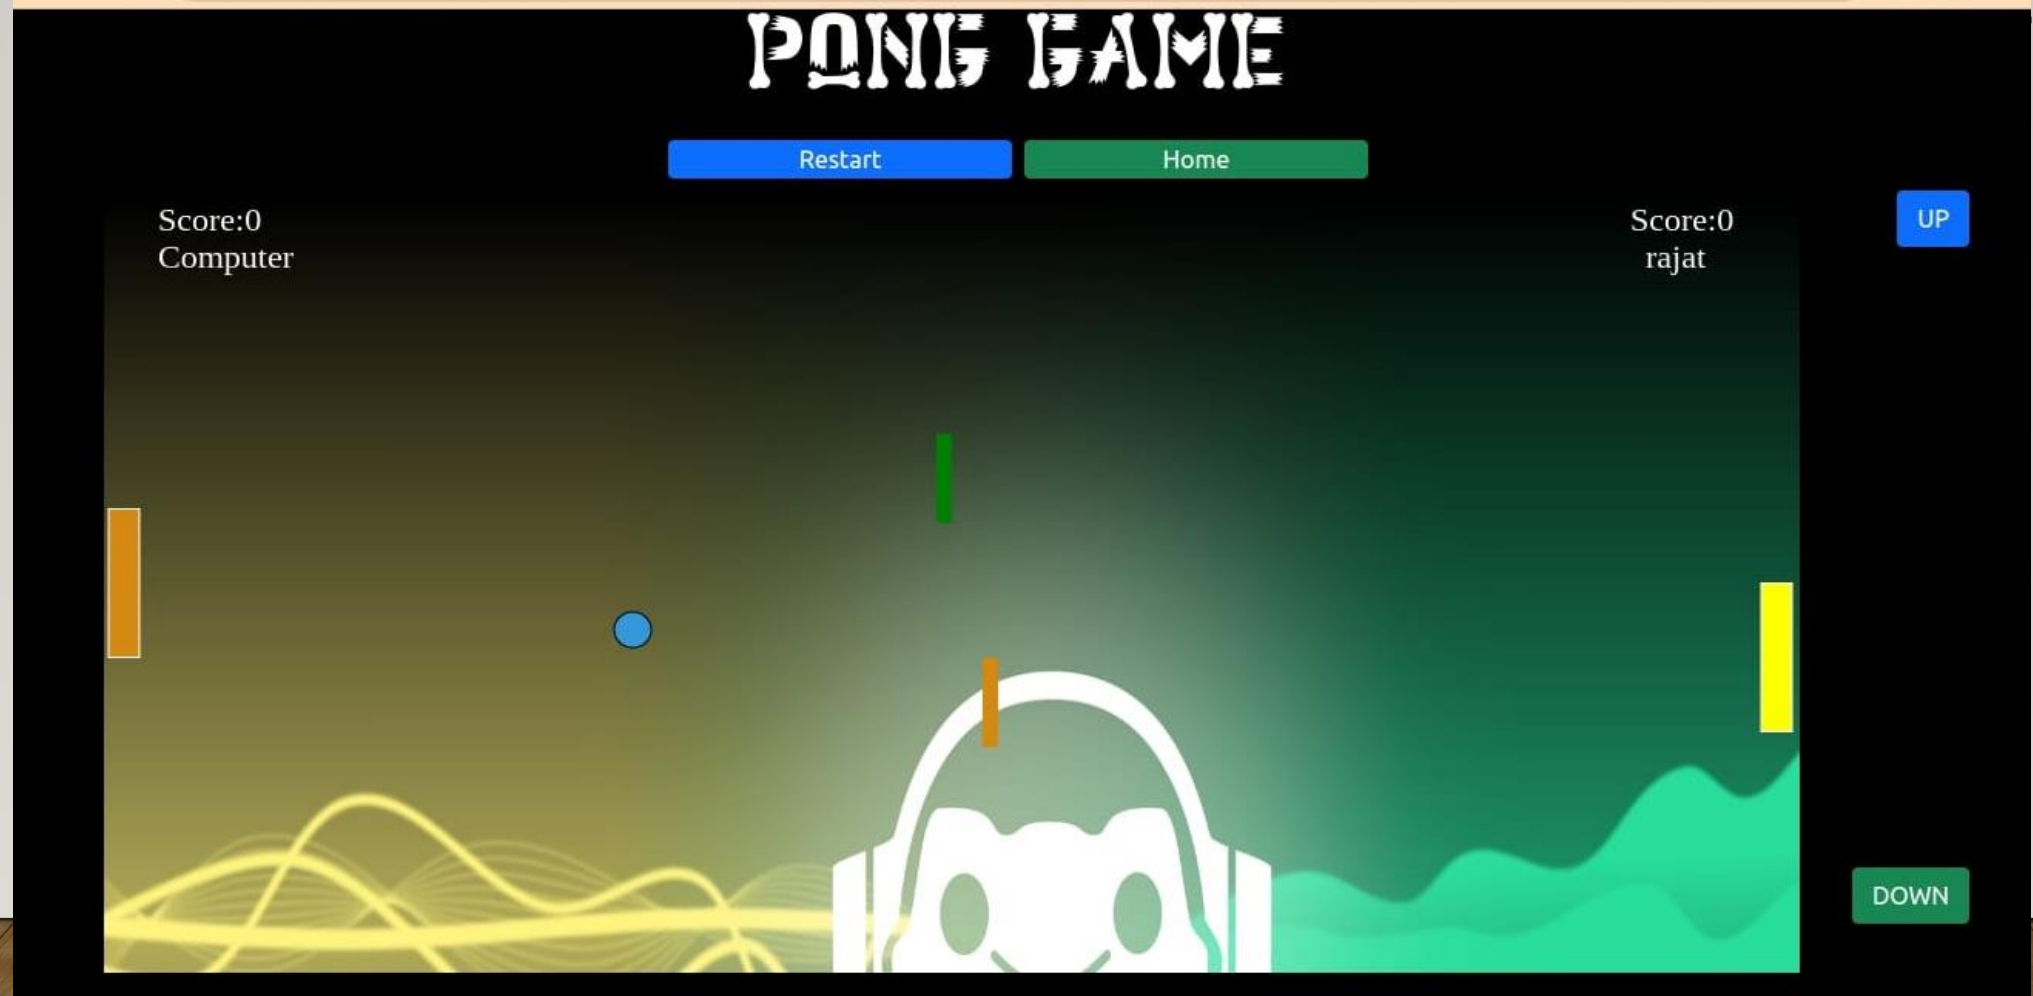 PONG GAME
Restart
Home
Score:0
Computer
Score:0
rajat
UP
DOWN